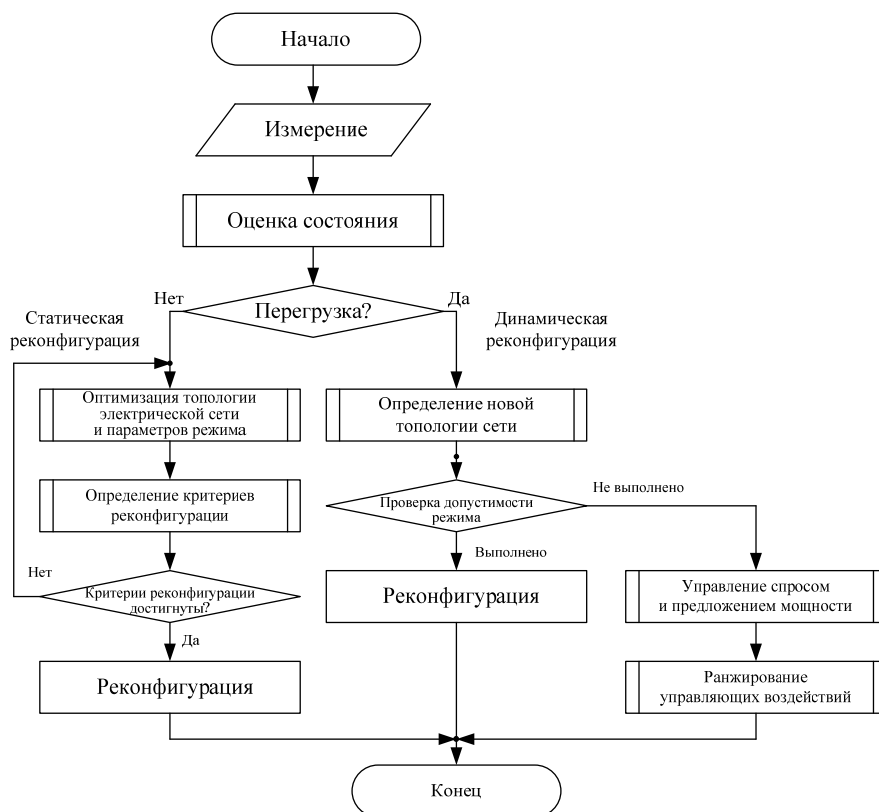 Начало
Измерение
Оценка состояния
Нет
Перегрузка?
Да
Статическая
реконфигурация
Динамическая
реконфигурация
Оптимизация топологии
электрической сети
и параметров режима
Определение новой
топологии сети
Определение критериев
реконфигурации
Проверка допустимости
режима
Не выполнено
Выполнено
Нет
Критерии реконфигурации
достигнуты?
Да
Реконфигурация
Управление спросом
и предложением мощности
Реконфигурация
Ранжирование
управляющих воздействий
Конец